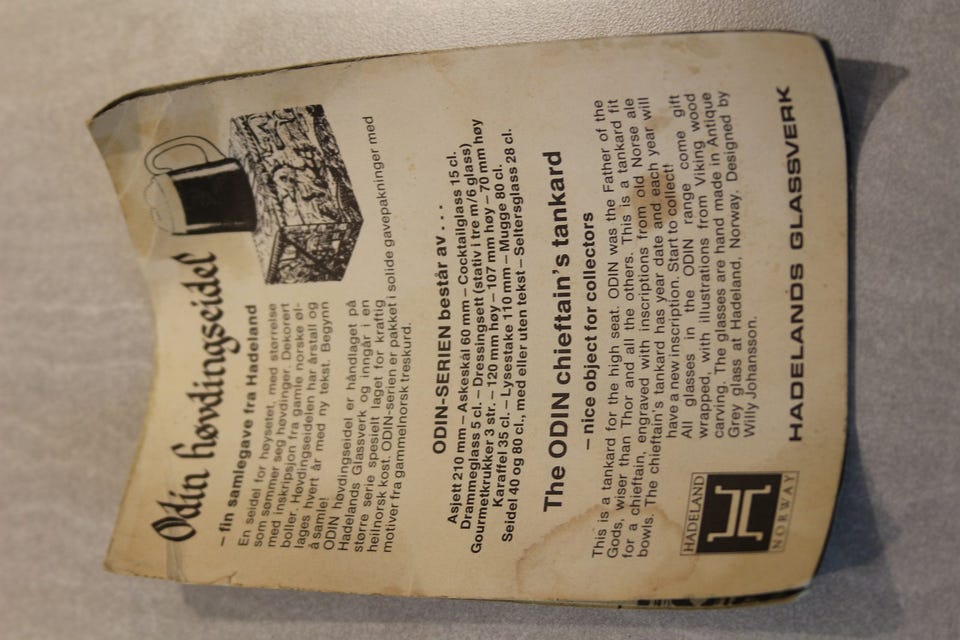 Odin høvdingseidel
– fin samlegave fra Hadeland
En seidel for høysetet, med størrelse
som sømmer seg høvdinger. Dekorert
med inskripsjon fra gamle norske øl-
boller. Høvdingseidelen har årstall og
lages hvert år med ny tekst. Begynn
å samle!
ODIN høvdingseidel er håndlaget på
Hadelands Glassverk og inngår i en
større serie spesielt laget for kraftig
heilnorsk kost. ODIN-serien er pakket i solide gavepakninger med
motiver fra gammelnorsk treskurd.
ODIN-SERIEN består av . . .
Asjett 210 mm – Askeskål 60 mm – Cocktailglass 15 cl.
Drammeglass 5 cl. – Dressingsett (stativ i tre m/6 glass)
Gourmetkrukker 3 str. – 120 mm høy – 107 mm høy – 70 mm høy
Karaffel 35 cl. – Lysestake 110 mm – Mugge 80 cl.
Seidel 40 og 80 cl., med eller uten tekst – Seltersglass 28 cl.
The ODIN chieftain's tankard
– nice object for collectors
This is a tankard for the high seat. ODIN was the Father of the
Gods, wiser than Thor and all the others. This is a tankard fit
for a chieftain, engraved with inscriptions from old Norse ale
bowls. The chieftain's tankard has year date and each year will
have a new inscription. Start to collect!
All glasses in the ODIN range come gift
wrapped, with illustrations from Viking wood
carving. The glasses are hand made in Antique
Grey glass at Hadeland, Norway. Designed by
Willy Johansson.
HADELAND
NORWAY
HADELANDS GLASSVERK